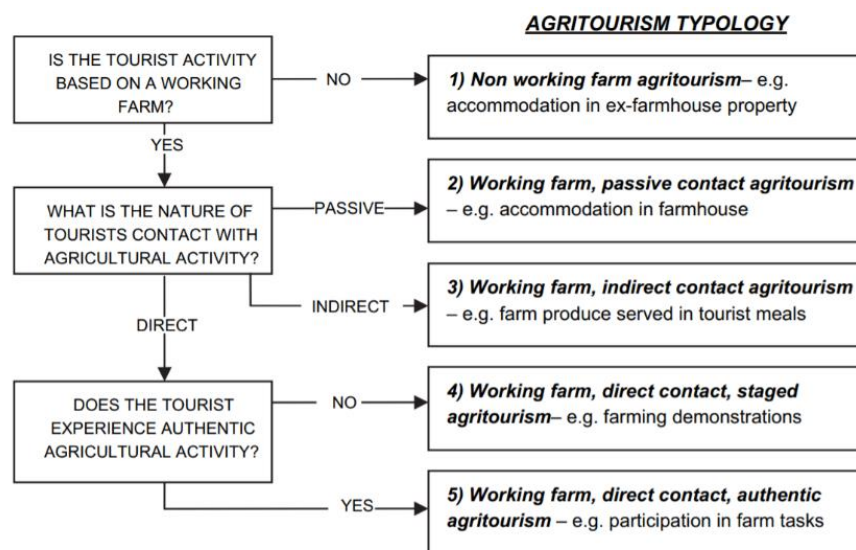 AGRITOURISM TYPOLOGY
IS THE TOURIST ACTIVITY
BASED ON A WORKING
FARM?
NO
1) Non working farm agritourism– e.g.
accommodation in ex-farmhouse property
YES
WHAT IS THE NATURE OF
TOURISTS CONTACT WITH
AGRICULTURAL ACTIVITY?
PASSIVE
2) Working farm, passive contact agritourism
– e.g. accommodation in farmhouse
INDIRECT
3) Working farm, indirect contact agritourism
– e.g. farm produce served in tourist meals
DIRECT
DOES THE TOURIST
EXPERIENCE AUTHENTIC
AGRICULTURAL ACTIVITY?
NO
4) Working farm, direct contact, staged
agritourism– e.g. farming demonstrations
YES
5) Working farm, direct contact, authentic
agritourism – e.g. participation in farm tasks